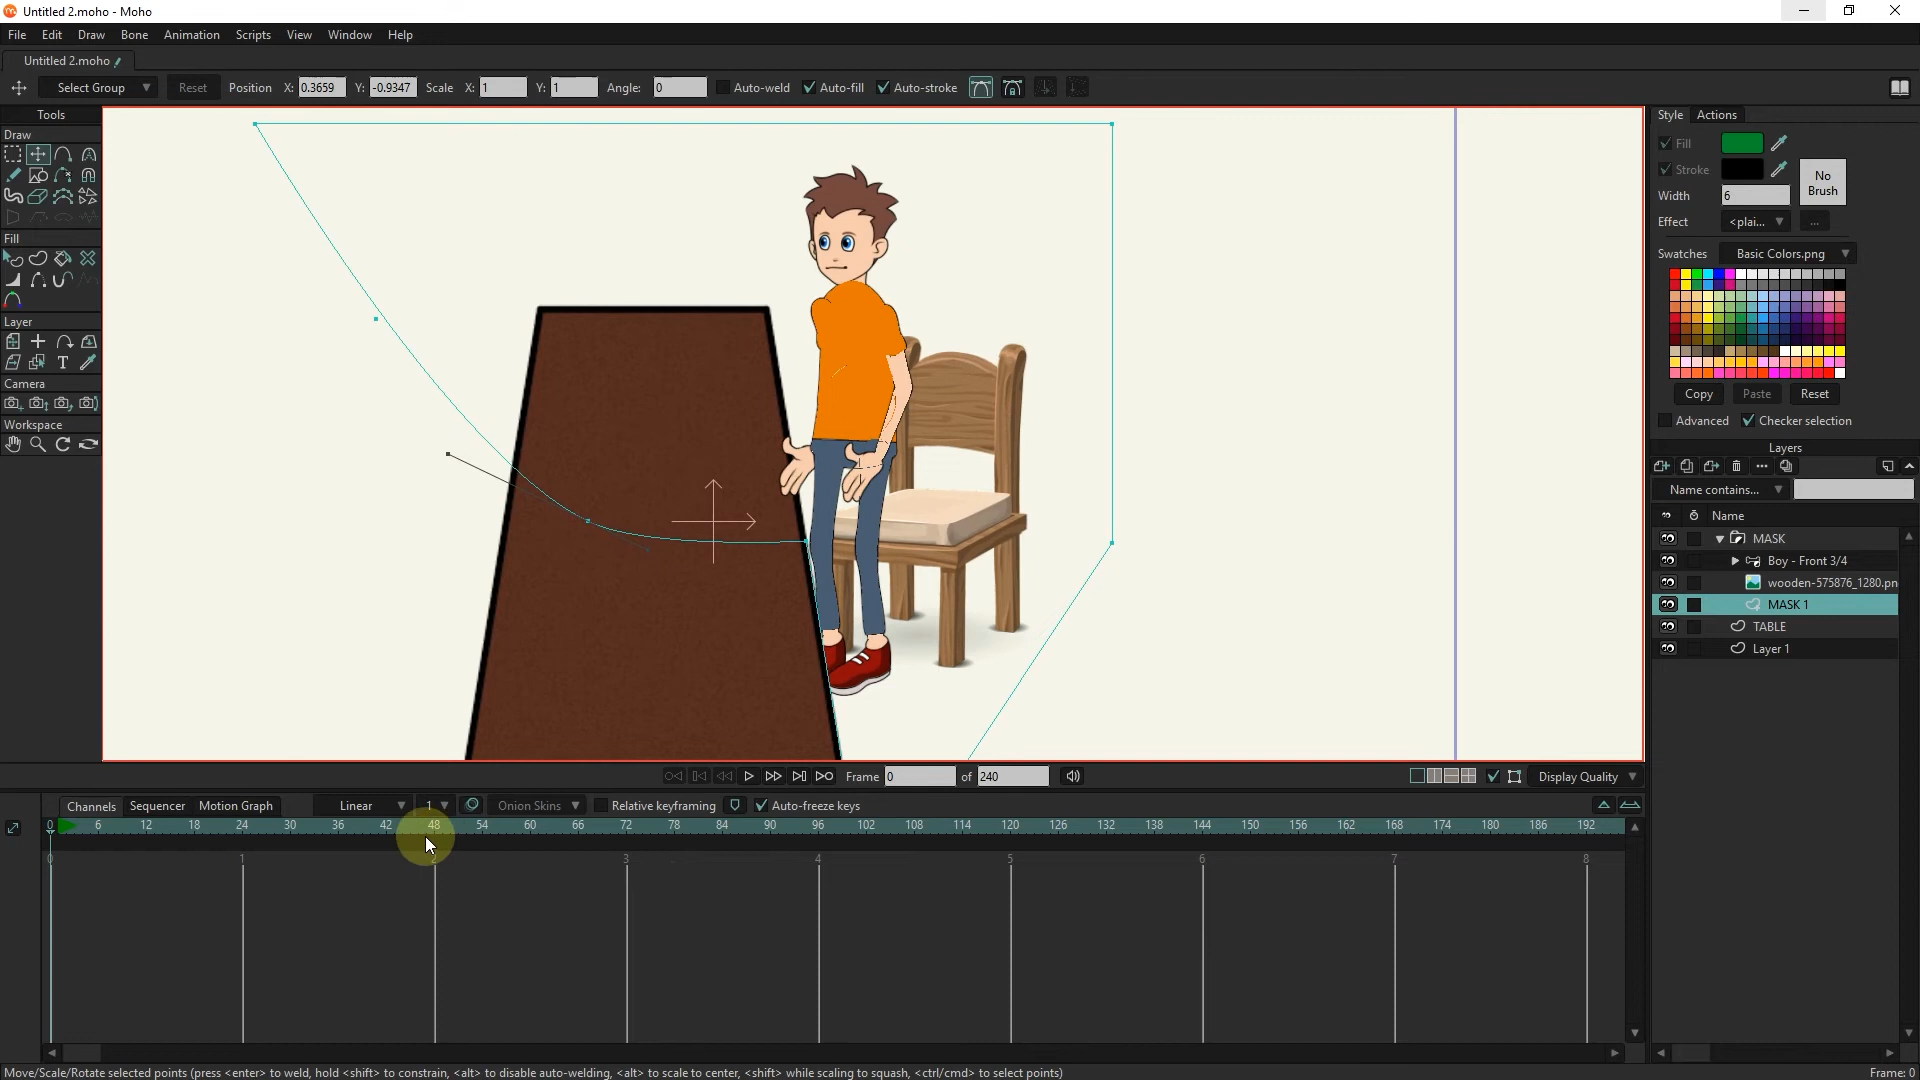 Untitled 2.moho - Moho
File Edit Draw Bone Animation Scripts View Window Help
Untitled 2.moho
Select Group Reset Position X: 0.3659 Y: -0.9347 Scale X: 1 Y: 1 Angle: 0 Auto-weld Auto-fill Auto-stroke
Tools
Draw
Fill
Layer
Camera
Workspace
Style Actions
Fill
Stroke
No Brush
Width 6
Effect <plai... ...
Swatches Basic Colors.png
Copy Paste Reset
Advanced Checker selection
Layers
Name contains...
Name
MASK
Boy - Front 3/4
wooden-575876_1280.pn
MASK 1
TABLE
Layer 1
Frame 0 of 240 Display Quality
Channels Sequencer Motion Graph Linear 1 Onion Skins Relative keyframing Auto-freeze keys
0 6 12 18 24 30 36 42 48 54 60 66 72 78 84 90 96 102 108 114 120 126 132 138 144 150 156 162 168 174 180 186 192
0 1 2 3 4 5 6 7 8
Move/Scale/Rotate selected points (press <enter> to weld, hold <shift> to constrain, <alt> to disable auto-welding, <alt> to scale to center, <shift> while scaling to squash, <ctrl/cmd> to select points) Frame: 0